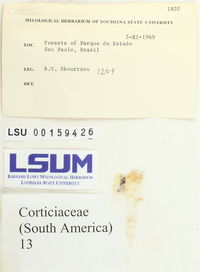 1820
MYCOLOGICAL HERBARIUM OF LOUISIANA STATE UNIVERSITY
5-XI-1969
LOC. Forests of Parque do Estado
Sao Paulo, Brazil
LEG. B.V. Skvortzov 1209
DET.
LSU 00159426
LSUM
BERNARD LOWY MYCOLOGICAL HERBARIUM
LOUISIANA STATE UNIVERSITY
Corticiaceae
(South America)
13